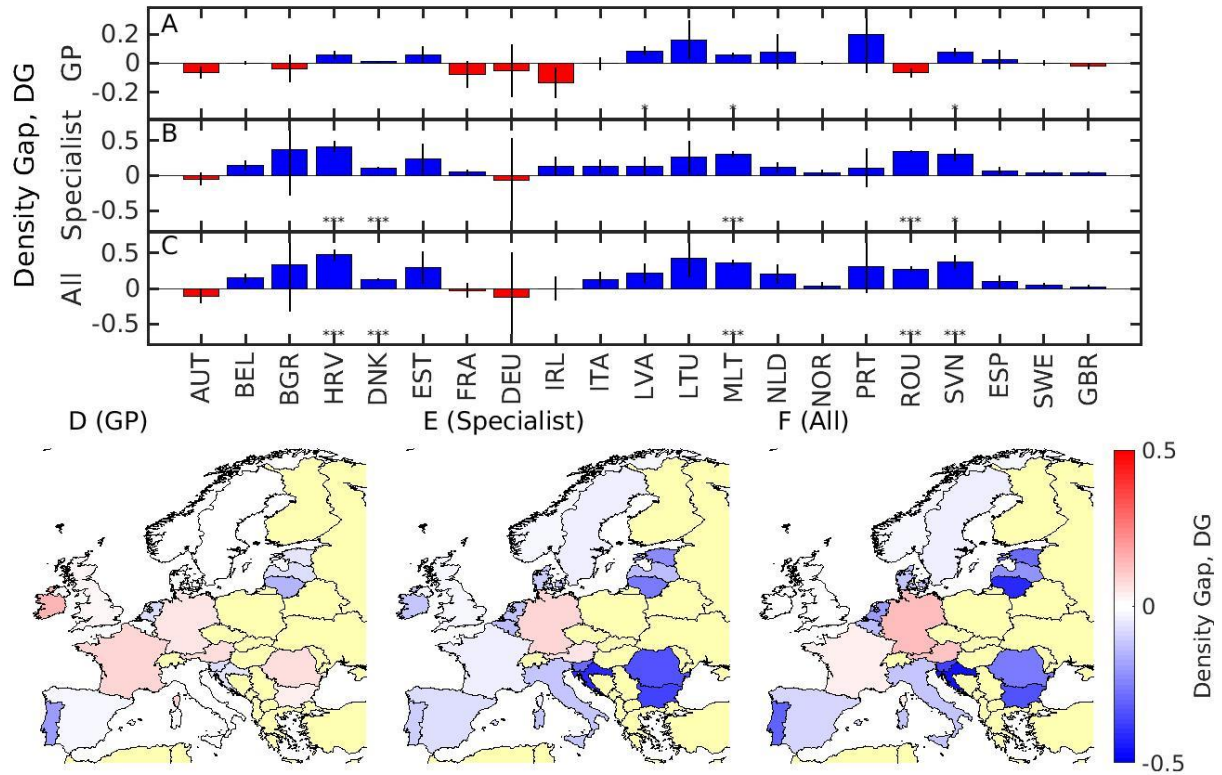 Density Gap, DG
A
GP
0.2
0
-0.2
* * *
B
Specialist
0.5
0
-0.5
*** *** *** *** *
C
All
0.5
0
-0.5
*** *** *** *** ***
AUT BEL BGR HRV DNK EST FRA DEU IRL ITA LVA LTU MLT NLD NOR PRT ROU SVN ESP SWE GBR
D (GP) E (Specialist) F (All)
0.5
0
-0.5
Density Gap, DG